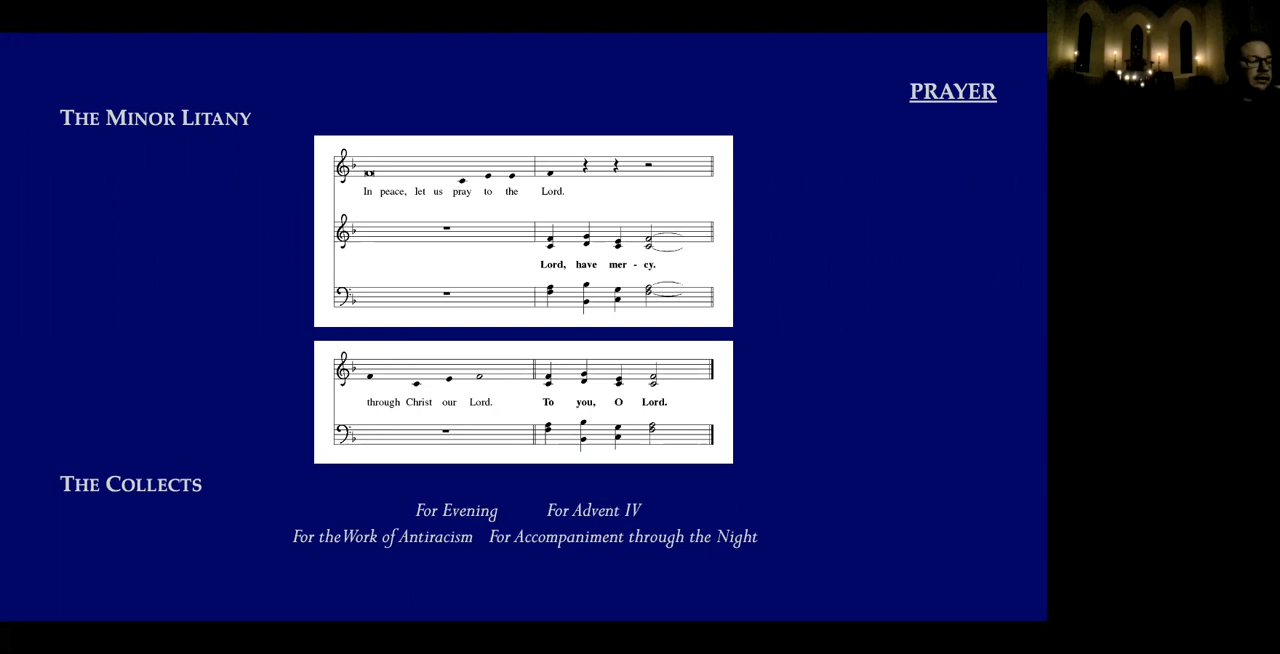 PRAYER
THE MINOR LITANY
In peace, let us pray to the Lord.
Lord, have mer - cy.
through Christ our Lord. To you, O Lord.
THE COLLECTS
For Evening For Advent IV
For the Work of Antiracism For Accompaniment through the Night